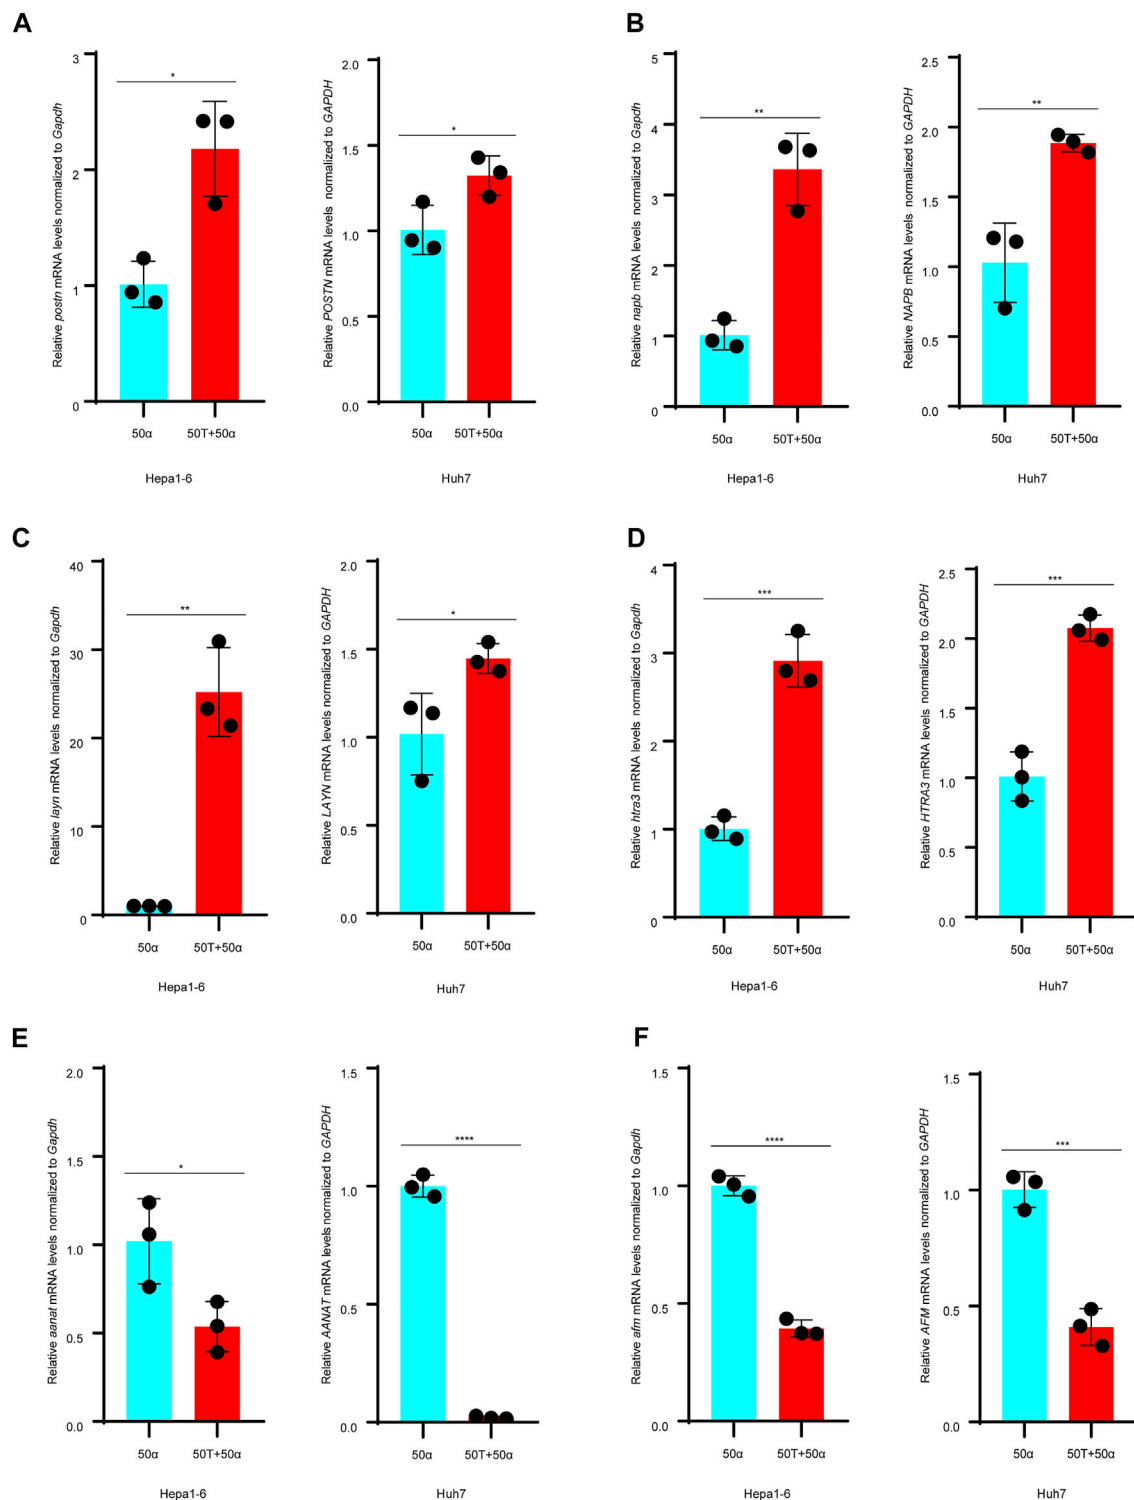 A
Relative postn mRNA levels normalized to Gapdh
3
2
1
0
*
50α
50T+50α
Hepa1-6
Relative POSTN mRNA levels normalized to GAPDH
2.0
1.5
1.0
0.5
0.0
*
50α
50T+50α
Huh7
B
Relative napb mRNA levels normalized to Gapdh
5
4
3
2
1
0
**
50α
50T+50α
Hepa1-6
Relative NAPB mRNA levels normalized to GAPDH
2.5
2.0
1.5
1.0
0.5
0.0
**
50α
50T+50α
Huh7
C
Relative layn mRNA levels normalized to Gapdh
40
30
20
10
0
**
50α
50T+50α
Hepa1-6
Relative LAYN mRNA levels normalized to GAPDH
2.0
1.5
1.0
0.5
0.0
*
50α
50T+50α
Huh7
D
Relative htra3 mRNA levels normalized to Gapdh
4
3
2
1
0
***
50α
50T+50α
Hepa1-6
Relative HTRA3 mRNA levels normalized to GAPDH
2.5
2.0
1.5
1.0
0.5
0.0
***
50α
50T+50α
Huh7
E
Relative aanat mRNA levels normalized to Gapdh
2.0
1.5
1.0
0.5
0.0
*
50α
50T+50α
Hepa1-6
Relative AANAT mRNA levels normalized to GAPDH
1.5
1.0
0.5
0.0
****
50α
50T+50α
Huh7
F
Relative afm mRNA levels normalized to Gapdh
1.5
1.0
0.5
0.0
****
50α
50T+50α
Hepa1-6
Relative AFM mRNA levels normalized to GAPDH
1.5
1.0
0.5
0.0
***
50α
50T+50α
Huh7